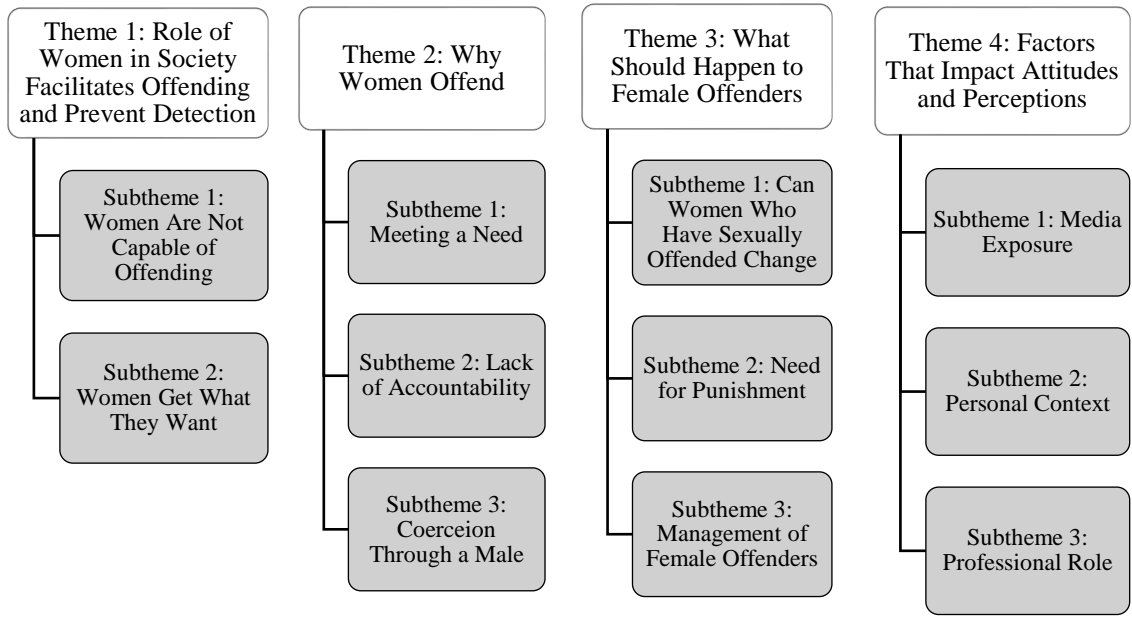 Theme 1: Role of
Women in Society
Facilitates Offending
and Prevent Detection
Subtheme 1:
Women Are Not
Capable of
Offending
Subtheme 2:
Women Get What
They Want
Theme 2: Why
Women Offend
Subtheme 1:
Meeting a Need
Subtheme 2: Lack
of Accountability
Subtheme 3:
Coerceion
Through a Male
Theme 3: What
Should Happen to
Female Offenders
Subtheme 1: Can
Women Who
Have Sexually
Offended Change
Subtheme 2: Need
for Punishment
Subtheme 3:
Management of
Female Offenders
Theme 4: Factors
That Impact Attitudes
and Perceptions
Subtheme 1: Media
Exposure
Subtheme 2:
Personal Context
Subtheme 3:
Professional Role